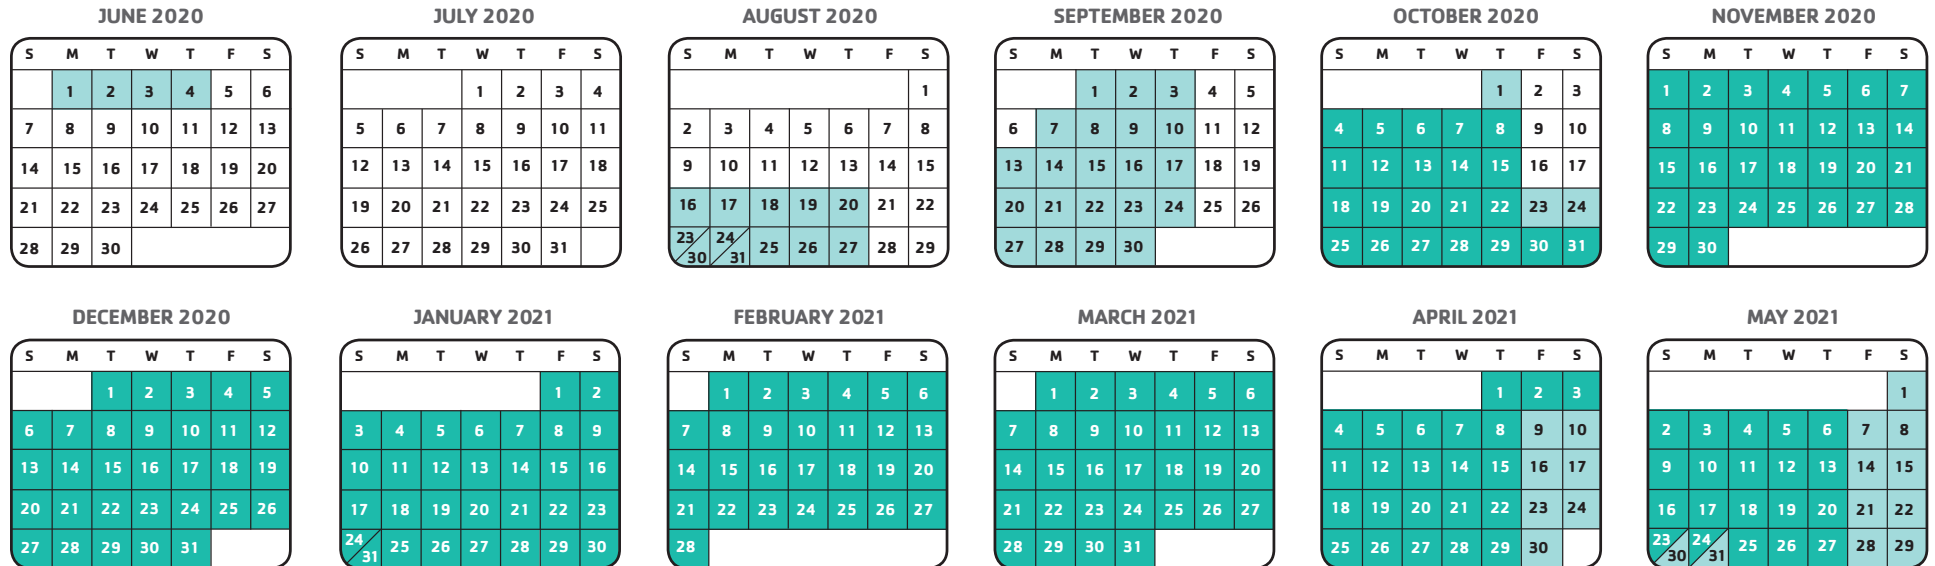 JUNE 2020
S M T W T F S
1 2 3 4 5 6
7 8 9 10 11 12 13
14 15 16 17 18 19 20
21 22 23 24 25 26 27
28 29 30
JULY 2020
S M T W T F S
1 2 3 4
5 6 7 8 9 10 11
12 13 14 15 16 17 18
19 20 21 22 23 24 25
26 27 28 29 30 31
AUGUST 2020
S M T W T F S
1
2 3 4 5 6 7 8
9 10 11 12 13 14 15
16 17 18 19 20 21 22
23/30 24/31 25 26 27 28 29
SEPTEMBER 2020
S M T W T F S
1 2 3 4 5
6 7 8 9 10 11 12
13 14 15 16 17 18 19
20 21 22 23 24 25 26
27 28 29 30
OCTOBER 2020
S M T W T F S
1 2 3
4 5 6 7 8 9 10
11 12 13 14 15 16 17
18 19 20 21 22 23 24
25 26 27 28 29 30 31
NOVEMBER 2020
S M T W T F S
1 2 3 4 5 6 7
8 9 10 11 12 13 14
15 16 17 18 19 20 21
22 23 24 25 26 27 28
29 30
DECEMBER 2020
S M T W T F S
1 2 3 4 5
6 7 8 9 10 11 12
13 14 15 16 17 18 19
20 21 22 23 24 25 26
27 28 29 30 31
JANUARY 2021
S M T W T F S
1 2
3 4 5 6 7 8 9
10 11 12 13 14 15 16
17 18 19 20 21 22 23
24/31 25 26 27 28 29 30
FEBRUARY 2021
S M T W T F S
1 2 3 4 5 6
7 8 9 10 11 12 13
14 15 16 17 18 19 20
21 22 23 24 25 26 27
28
MARCH 2021
S M T W T F S
1 2 3 4 5 6
7 8 9 10 11 12 13
14 15 16 17 18 19 20
21 22 23 24 25 26 27
28 29 30 31
APRIL 2021
S M T W T F S
1 2 3
4 5 6 7 8 9 10
11 12 13 14 15 16 17
18 19 20 21 22 23 24
25 26 27 28 29 30
MAY 2021
S M T W T F S
1
2 3 4 5 6 7 8
9 10 11 12 13 14 15
16 17 18 19 20 21 22
23/30 24/31 25 26 27 28 29